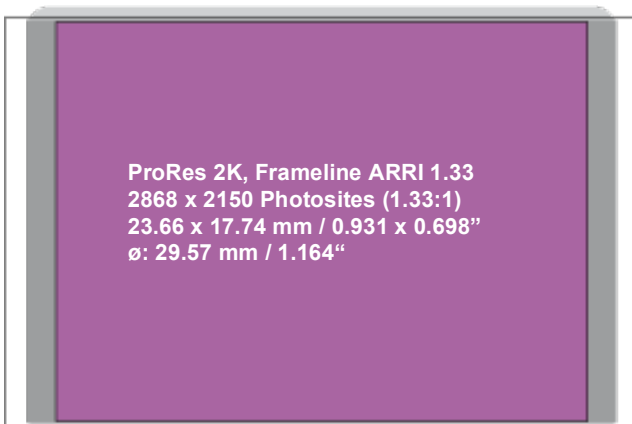 ProRes 2K, Frameline ARRI 1.33
2868 x 2150 Photosites (1.33:1)
23.66 x 17.74 mm / 0.931 x 0.698”
ø: 29.57 mm / 1.164“